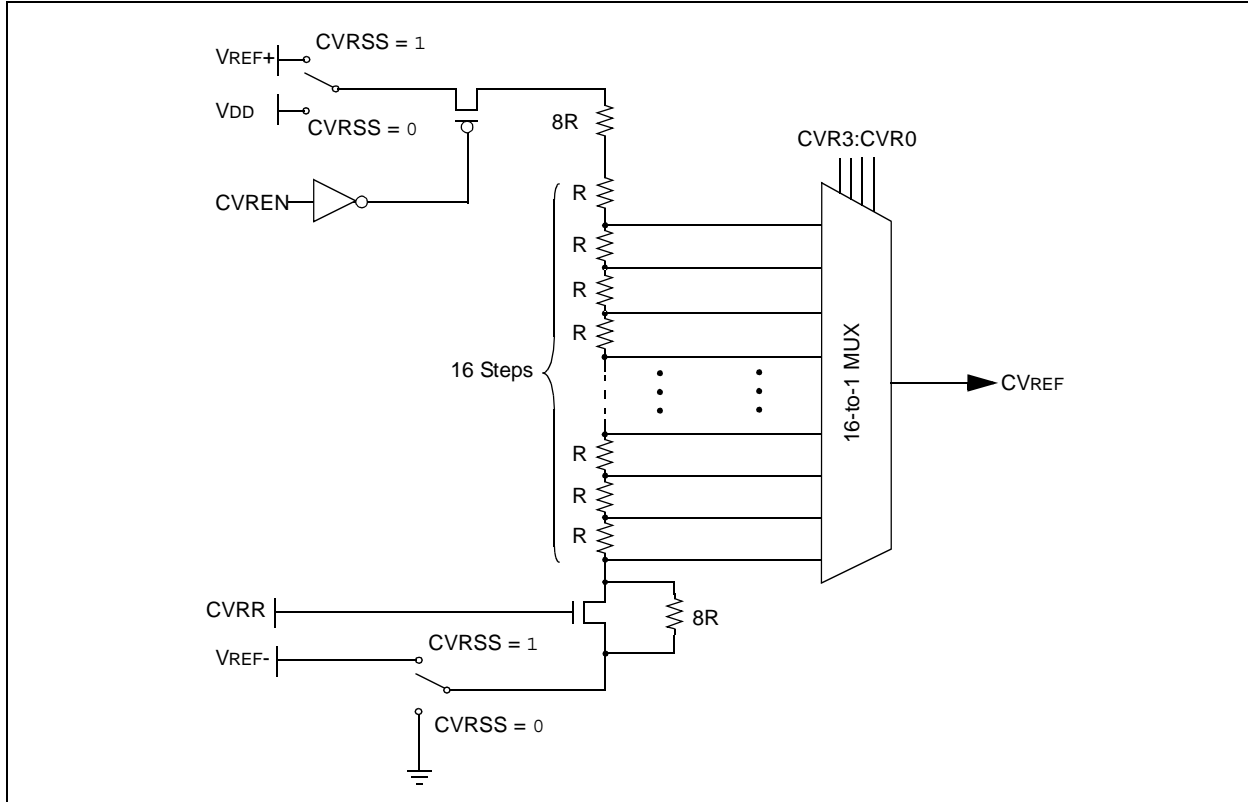 CVRSS = 1
VREF+
VDD
CVRSS = 0
8R
CVR3:CVR0
CVREN
R
R
R
R
16 Steps
16-to-1 MUX
CVREF
R
R
R
CVRR
8R
CVRSS = 1
VREF-
CVRSS = 0